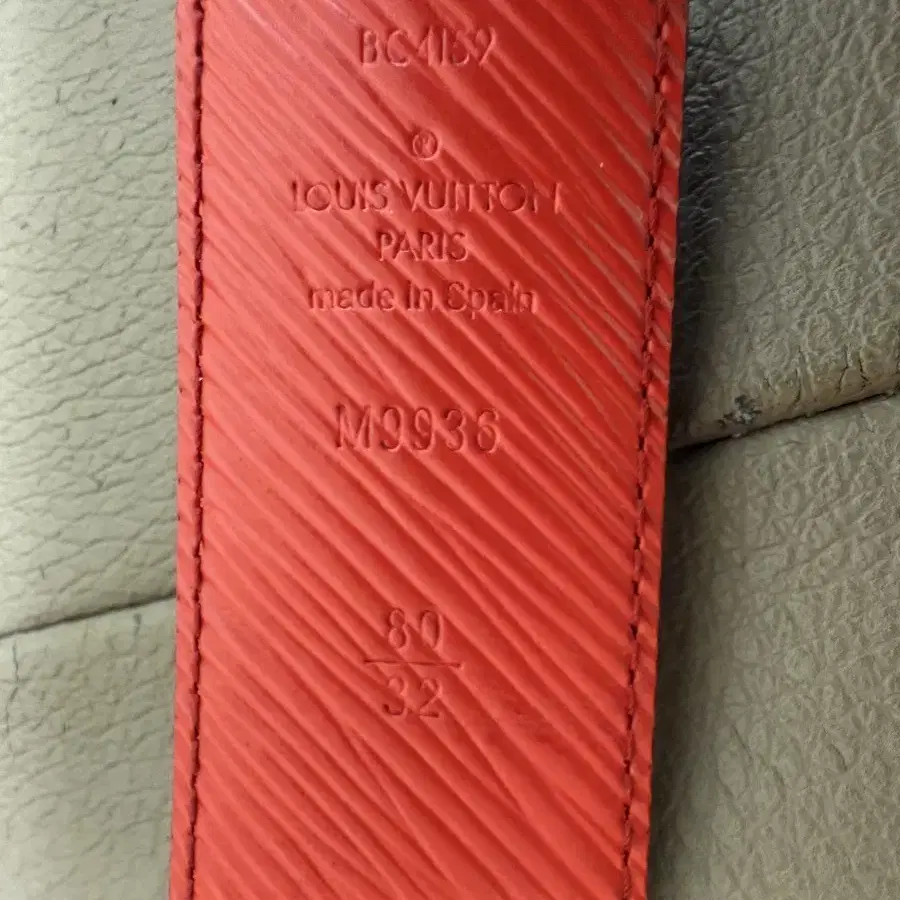 BC4159
®
LOUIS VUITTON
PARIS
made in Spain
M9936
80
32